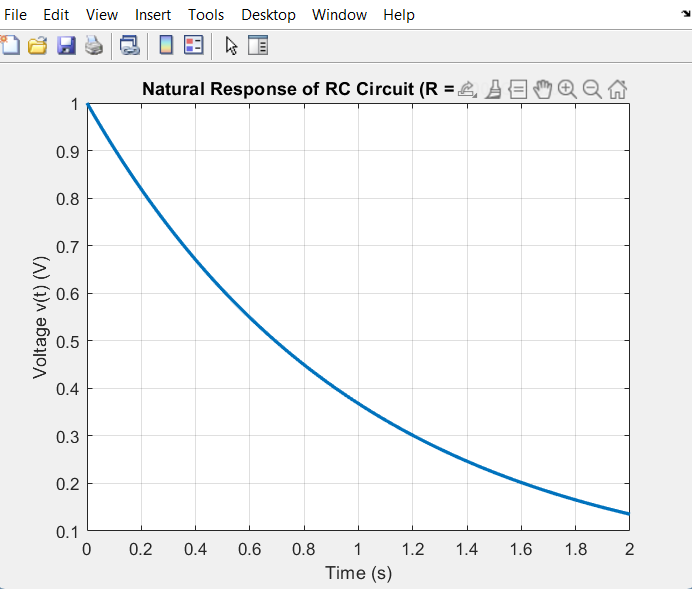 File Edit View Insert Tools Desktop Window Help
Natural Response of RC Circuit (R =
1
0.9
0.8
0.7
0.6
0.5
0.4
0.3
0.2
0.1
Voltage v(t) (V)
0 0.2 0.4 0.6 0.8 1 1.2 1.4 1.6 1.8 2
Time (s)